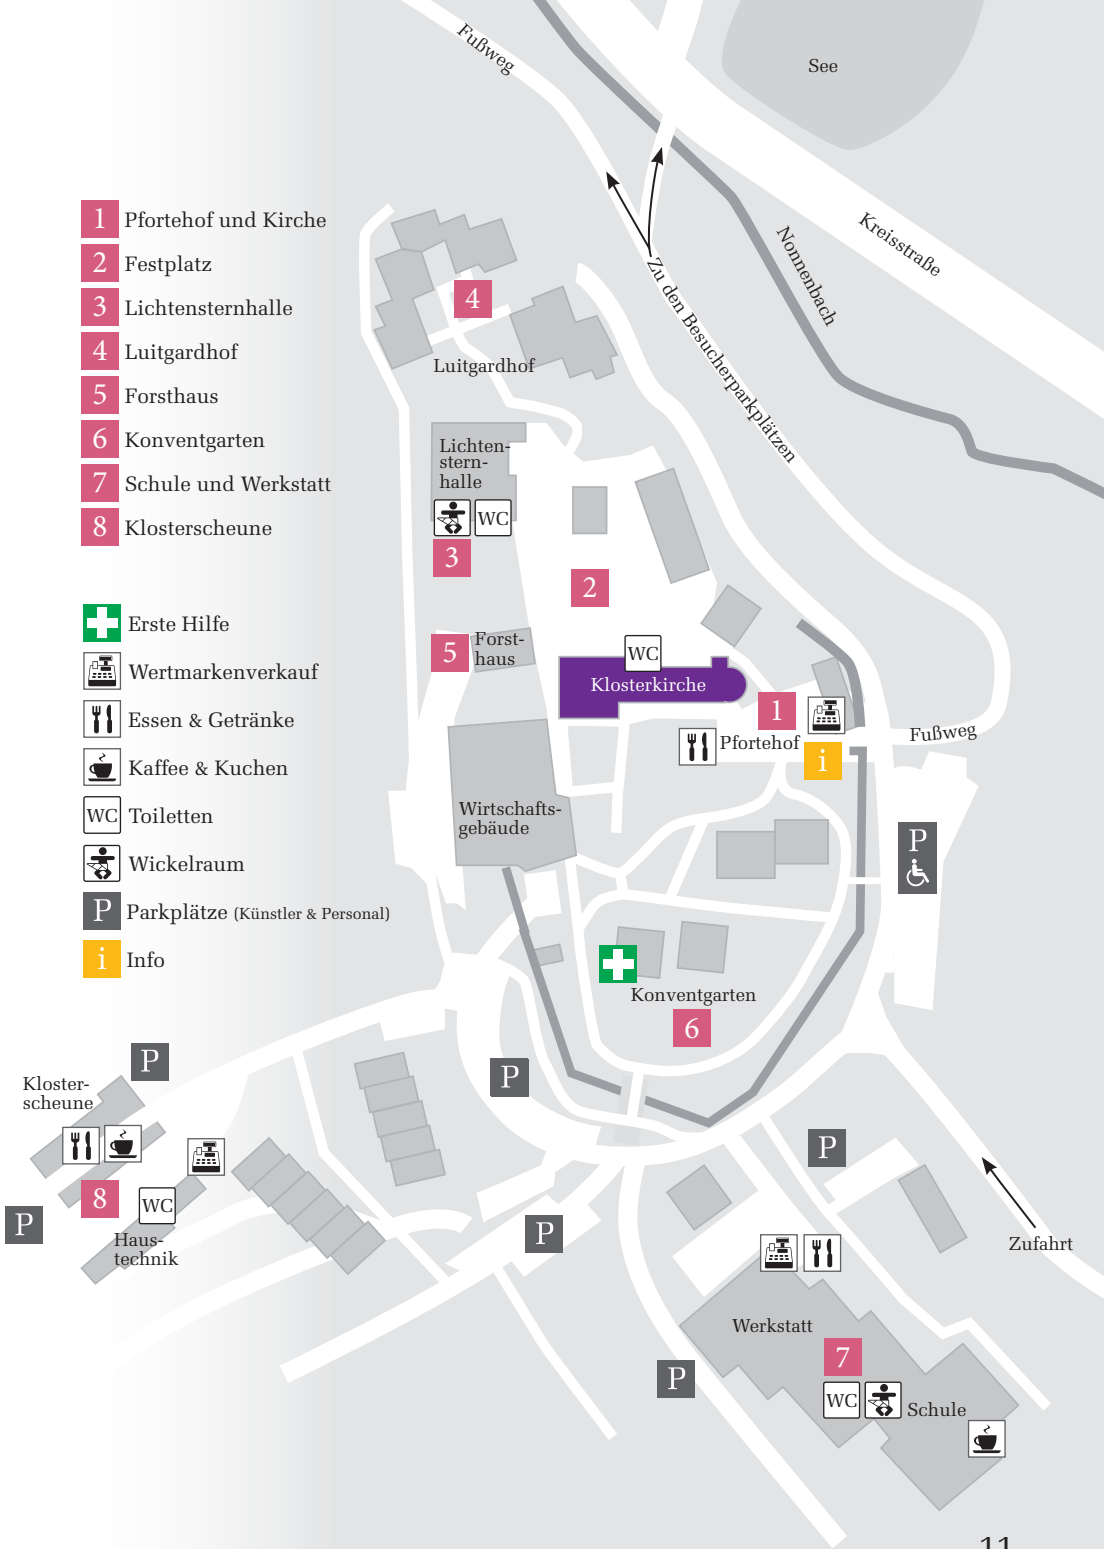 Fußweg
See
Kreisstraße
Nonnenbach
Zu den Besucherparkplätzen
1 Pfortehof und Kirche
2 Festplatz
3 Lichtensternhalle
4 Luitgardhof
5 Forsthaus
6 Konventgarten
7 Schule und Werkstatt
8 Klosterscheune
4
Luitgardhof
Lichten-
stern-
halle
WC
3
2
Erste Hilfe
Wertmarkenverkauf
Essen & Getränke
Kaffee & Kuchen
WC Toiletten
Wickelraum
P Parkplätze (Künstler & Personal)
i Info
5
Forst-
haus
WC
Klosterkirche
1
Pfortehof
i
Fußweg
Wirtschafts-
gebäude
P
Konventgarten
6
P
P
Kloster-
scheune
8
WC
P
Haus-
technik
P
P
Zufahrt
Werkstatt
7
P
WC
Schule
11